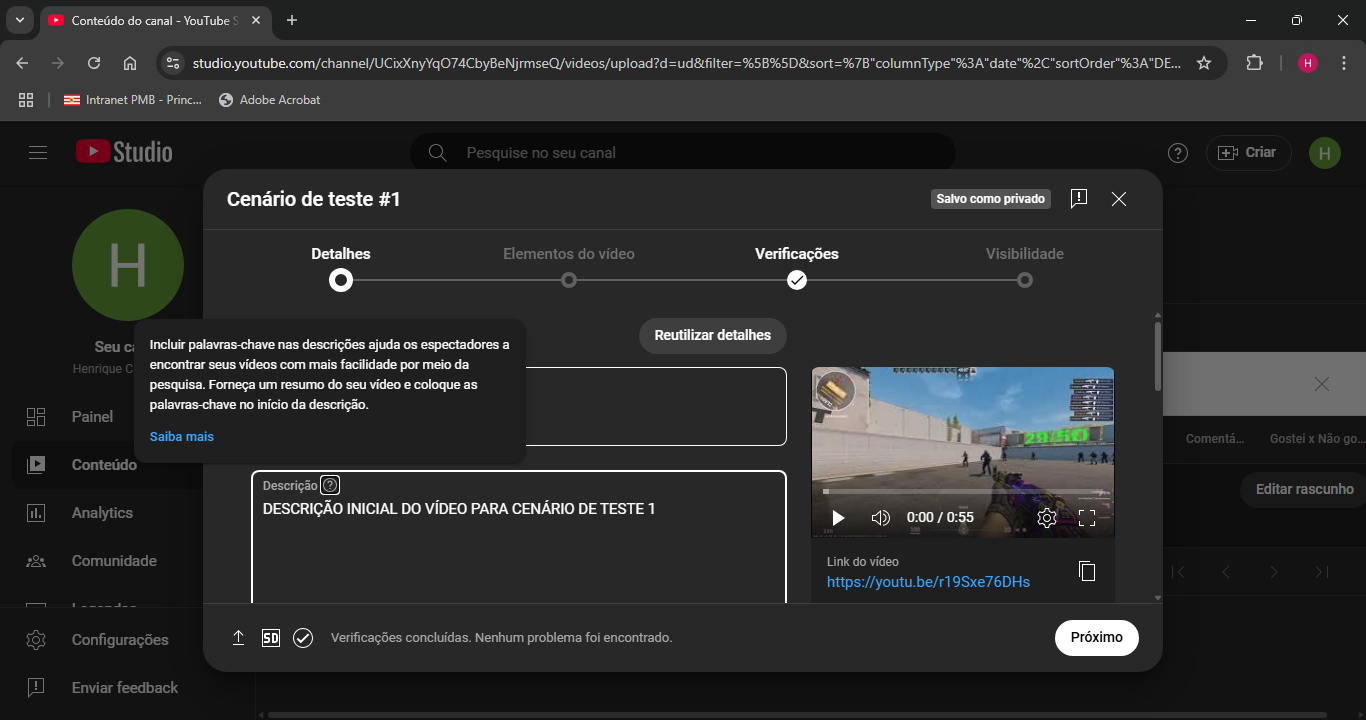 Conteúdo do canal - YouTube S
studio.youtube.com/channel/UCixXnyYqO74CbyBeNjrmseQ/videos/upload?d=ud&filter=%5B%5D&sort=%7B"columnType"%3A"date"%2C"sortOrder"%3A"DE...
H
Intranet PMB - Princ...
Adobe Acrobat
Studio
Pesquise no seu canal
Criar
H
Cenário de teste #1
Salvo como privado
Detalhes
Elementos do vídeo
Verificações
Visibilidade
H
Reutilizar detalhes
Seu ca
Henrique C
Incluir palavras-chave nas descrições ajuda os espectadores a
encontrar seus vídeos com mais facilidade por meio da
pesquisa. Forneça um resumo do seu vídeo e coloque as
palavras-chave no início da descrição.
Saiba mais
Painel
Conteúdo
Analytics
Comunidade
Legendas
Configurações
Enviar feedback
Descrição
DESCRIÇÃO INICIAL DO VÍDEO PARA CENÁRIO DE TESTE 1
29/50
0:00 / 0:55
Link do vídeo
https://youtu.be/r19Sxe76DHs
Comentá...
Gostei x Não go...
Editar rascunho
SD
Verificações concluídas. Nenhum problema foi encontrado.
Próximo